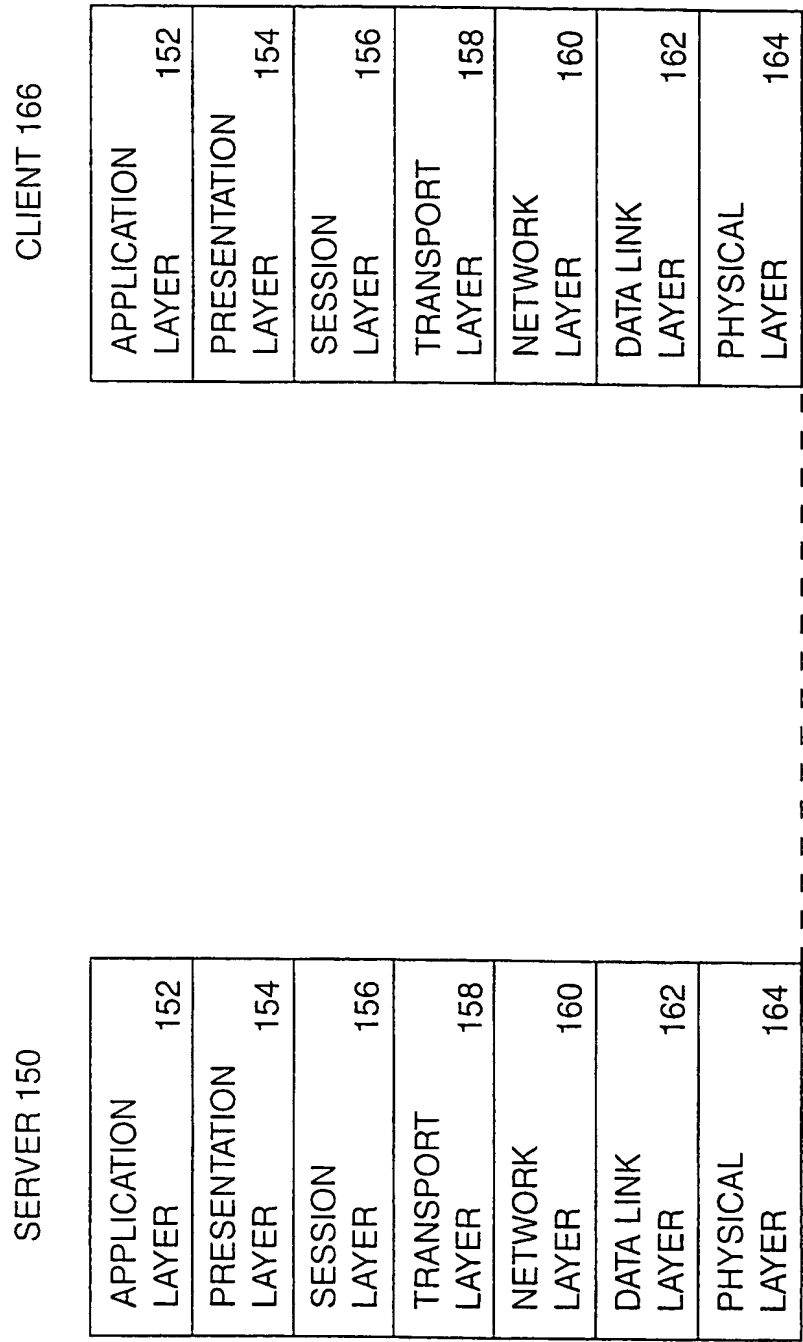 SERVER 150
APPLICATION
LAYER 152
PRESENTATION
LAYER 154
SESSION
LAYER 156
TRANSPORT
LAYER 158
NETWORK
LAYER 160
DATA LINK
LAYER 162
PHYSICAL
LAYER 164
CLIENT 166
APPLICATION
LAYER 152
PRESENTATION
LAYER 154
SESSION
LAYER 156
TRANSPORT
LAYER 158
NETWORK
LAYER 160
DATA LINK
LAYER 162
PHYSICAL
LAYER 164